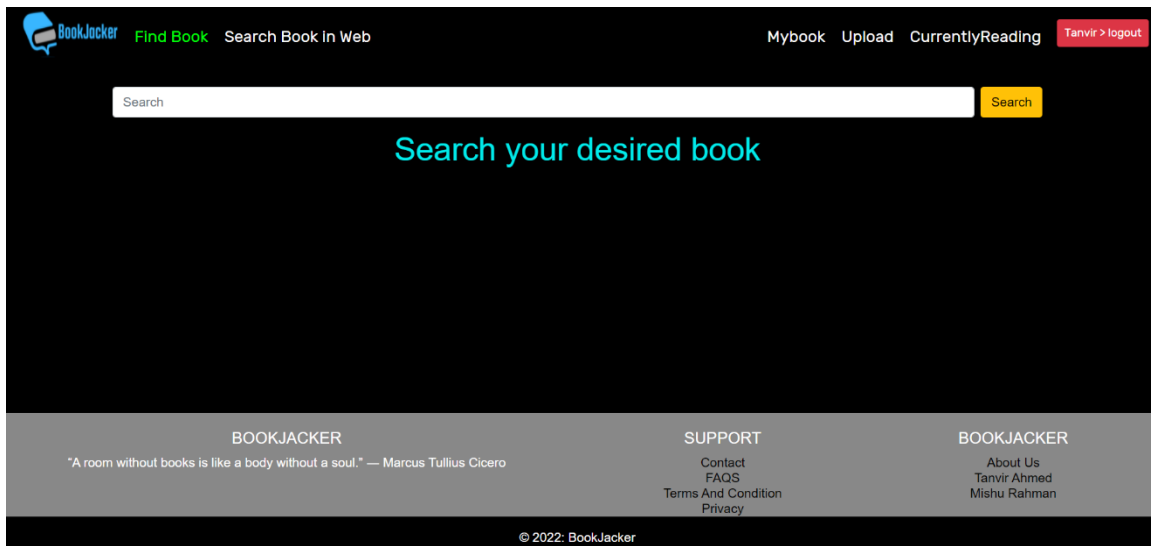 BookJacker Find Book Search Book in Web Mybook Upload CurrentlyReading Tanvir > logout
Search Search
Search your desired book
BOOKJACKER
"A room without books is like a body without a soul." — Marcus Tullius Cicero
SUPPORT
Contact
FAQS
Terms And Condition
Privacy
BOOKJACKER
About Us
Tanvir Ahmed
Mishu Rahman
© 2022: BookJacker